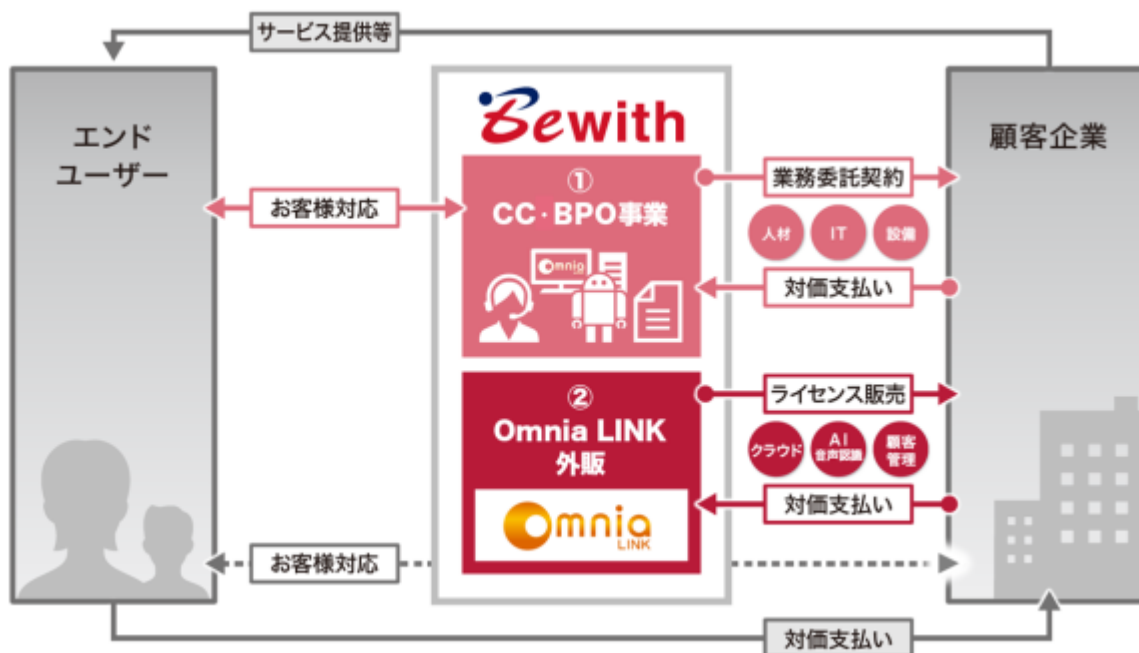 サービス提供等
エンド
ユーザー
Bewith
顧客企業
①
CC・BPO事業
Omnia
お客様対応
業務委託契約
人材
IT
設備
対価支払い
②
Omnia LINK
外販
Omnia
LINK
ライセンス販売
クラウド
AI
音声認識
顧客
管理
対価支払い
お客様対応
対価支払い